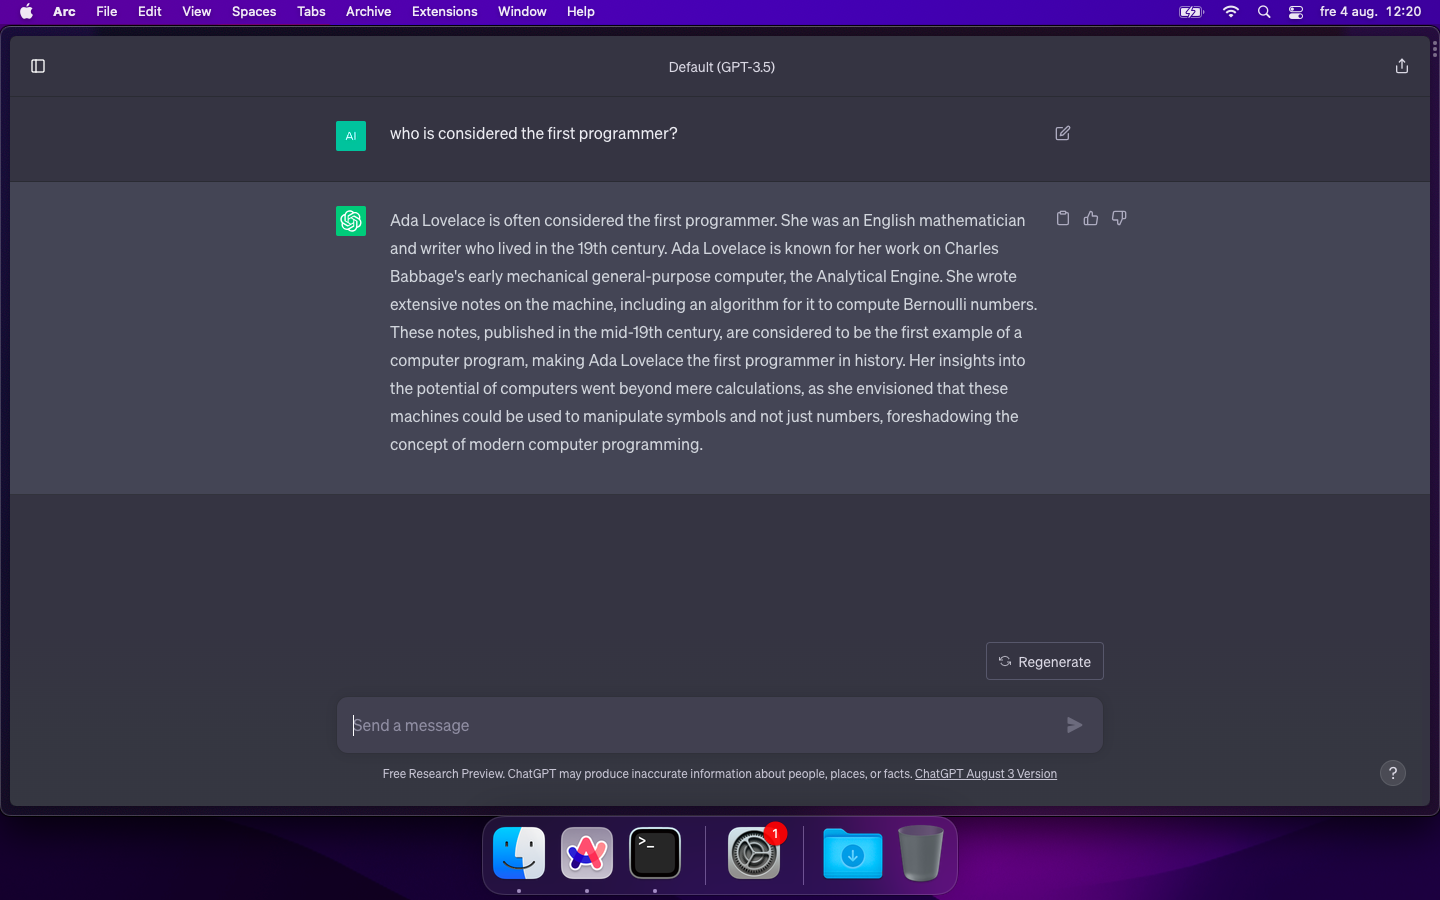 Arc File Edit View Spaces Tabs Archive Extensions Window Help fre 4 aug. 12:20
Default (GPT-3.5)
AI who is considered the first programmer?
Ada Lovelace is often considered the first programmer. She was an English mathematician
and writer who lived in the 19th century. Ada Lovelace is known for her work on Charles
Babbage's early mechanical general-purpose computer, the Analytical Engine. She wrote
extensive notes on the machine, including an algorithm for it to compute Bernoulli numbers.
These notes, published in the mid-19th century, are considered to be the first example of a
computer program, making Ada Lovelace the first programmer in history. Her insights into
the potential of computers went beyond mere calculations, as she envisioned that these
machines could be used to manipulate symbols and not just numbers, foreshadowing the
concept of modern computer programming.
Regenerate
Send a message
Free Research Preview. ChatGPT may produce inaccurate information about people, places, or facts. ChatGPT August 3 Version
?
>_ 1